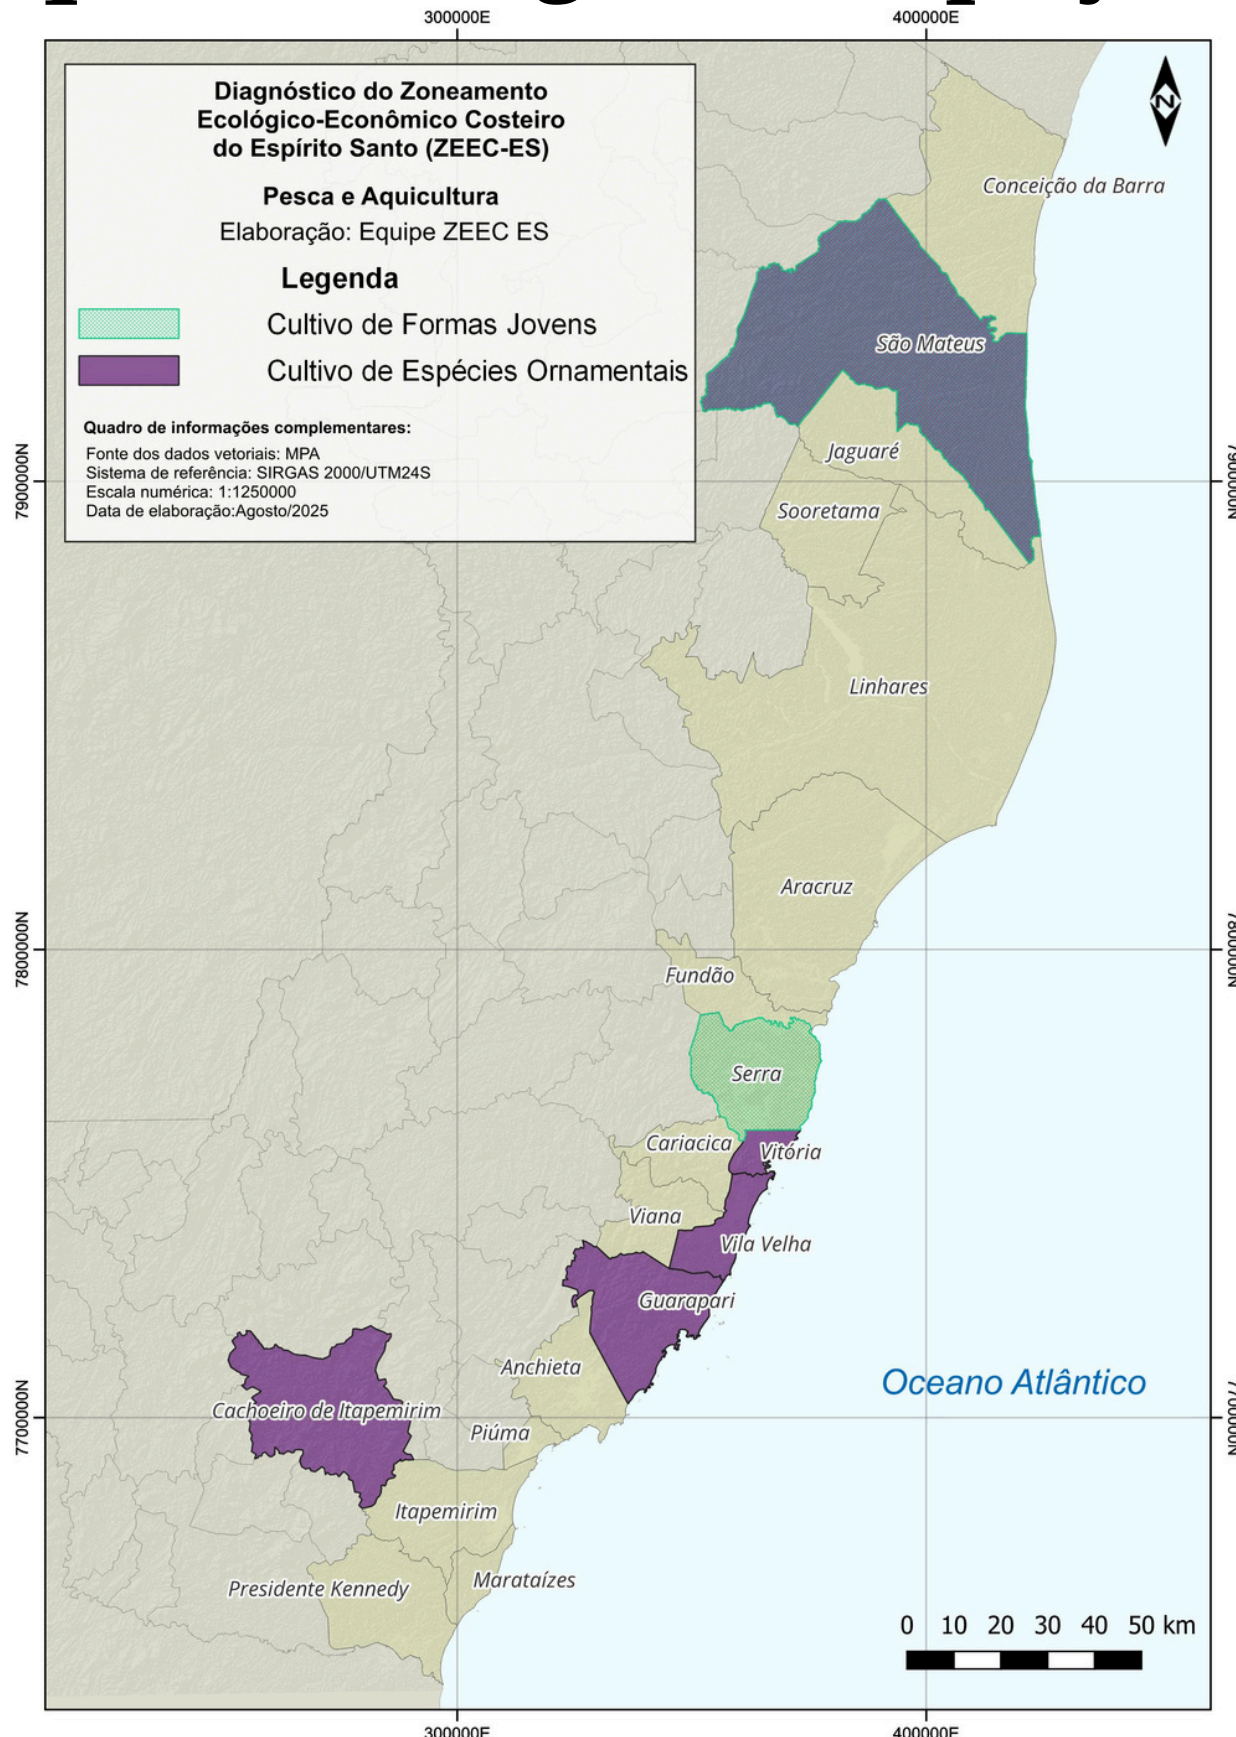 300000E
400000E
Diagnóstico do Zoneamento
Ecológico-Econômico Costeiro
do Espírito Santo (ZEEC-ES)
Pesca e Aquicultura
Elaboração: Equipe ZEEC ES
Legenda
Cultivo de Formas Jovens
Cultivo de Espécies Ornamentais
Quadro de informações complementares:
Fonte dos dados vetoriais: MPA
Sistema de referência: SIRGAS 2000/UTM24S
Escala numérica: 1:1250000
Data de elaboração:Agosto/2025
N
Conceição da Barra
São Mateus
Jaguaré
7900000N
7900000N
Sooretama
Linhares
Aracruz
7800000N
7800000N
Fundão
Serra
Cariacica
Vitória
Viana
Vila Velha
Guarapari
Anchieta
Oceano Atlântico
Cachoeiro de Itapemirim
7700000N
7700000N
Piúma
Itapemirim
Presidente Kennedy
Marataízes
0 10 20 30 40 50 km
300000E
400000E